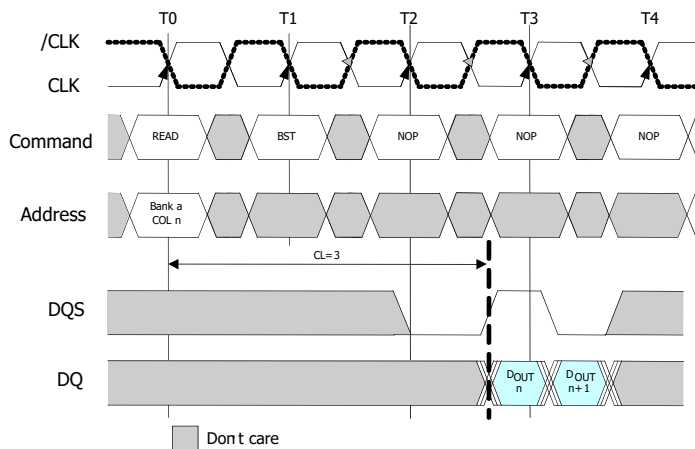 T0 T1 T2 T3 T4
/CLK
CLK
Command READ BST NOP NOP NOP
Address Bank a
COL n
CL=3
DQS
DQ DOUT
n DOUT
n+1
Don't care